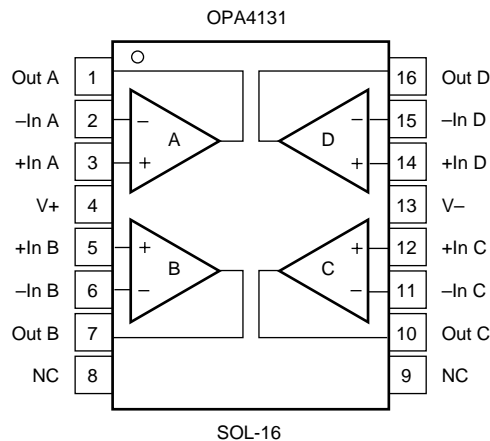 OPA4131
Out A 1 16 Out D
–In A 2 – – 15 –In D
A D
+In A 3 + + 14 +In D
V+ 4 13 V–
+In B 5 + + 12 +In C
B C
–In B 6 – – 11 –In C
Out B 7 10 Out C
NC 8 9 NC
SOL-16